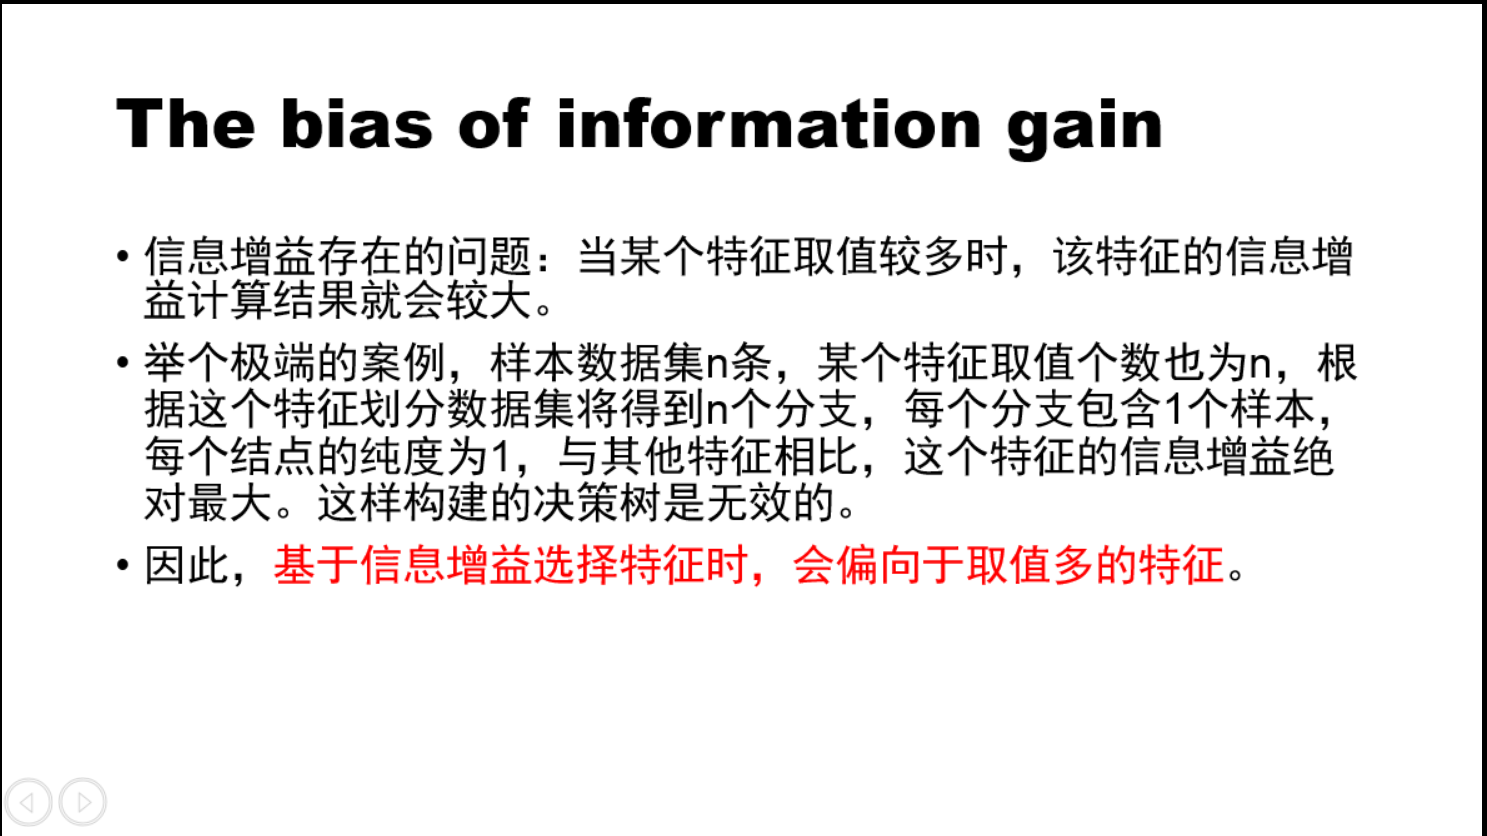 The bias of information gain
• 信息增益存在的问题：当某个特征取值较多时，该特征的信息增
益计算结果就会较大。
• 举个极端的案例，样本数据集n条，某个特征取值个数也为n，根
据这个特征划分数据集将得到n个分支，每个分支包含1个样本，
每个结点的纯度为1，与其他特征相比，这个特征的信息增益绝
对最大。这样构建的决策树是无效的。
• 因此，基于信息增益选择特征时，会偏向于取值多的特征。